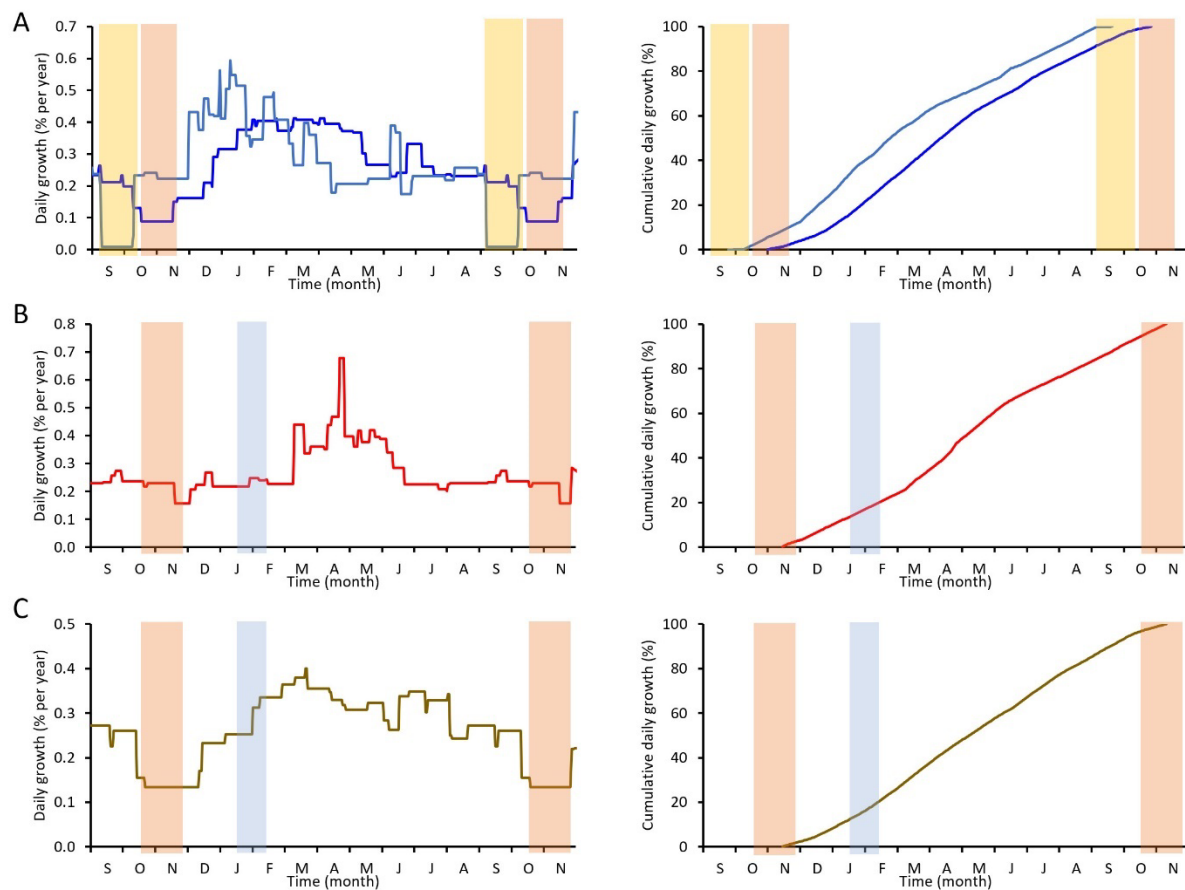 A
Daily growth (% per year)
0.7
0.6
0.5
0.4
0.3
0.2
0.1
0.0
S O N D J F M A M J J A S O N
Time (month)
Cumulative daily growth (%)
100
80
60
40
20
0
S O N D J F M A M J J A S O N
Time (month)
B
Daily growth (% per year)
0.8
0.7
0.6
0.5
0.4
0.3
0.2
0.1
0.0
S O N D J F M A M J J A S O N
Time (month)
Cumulative daily growth (%)
100
80
60
40
20
0
S O N D J F M A M J J A S O N
Time (month)
C
Daily growth (% per year)
0.5
0.4
0.3
0.2
0.1
0.0
S O N D J F M A M J J A S O N
Time (month)
Cumulative daily growth (%)
100
80
60
40
20
0
S O N D J F M A M J J A S O N
Time (month)